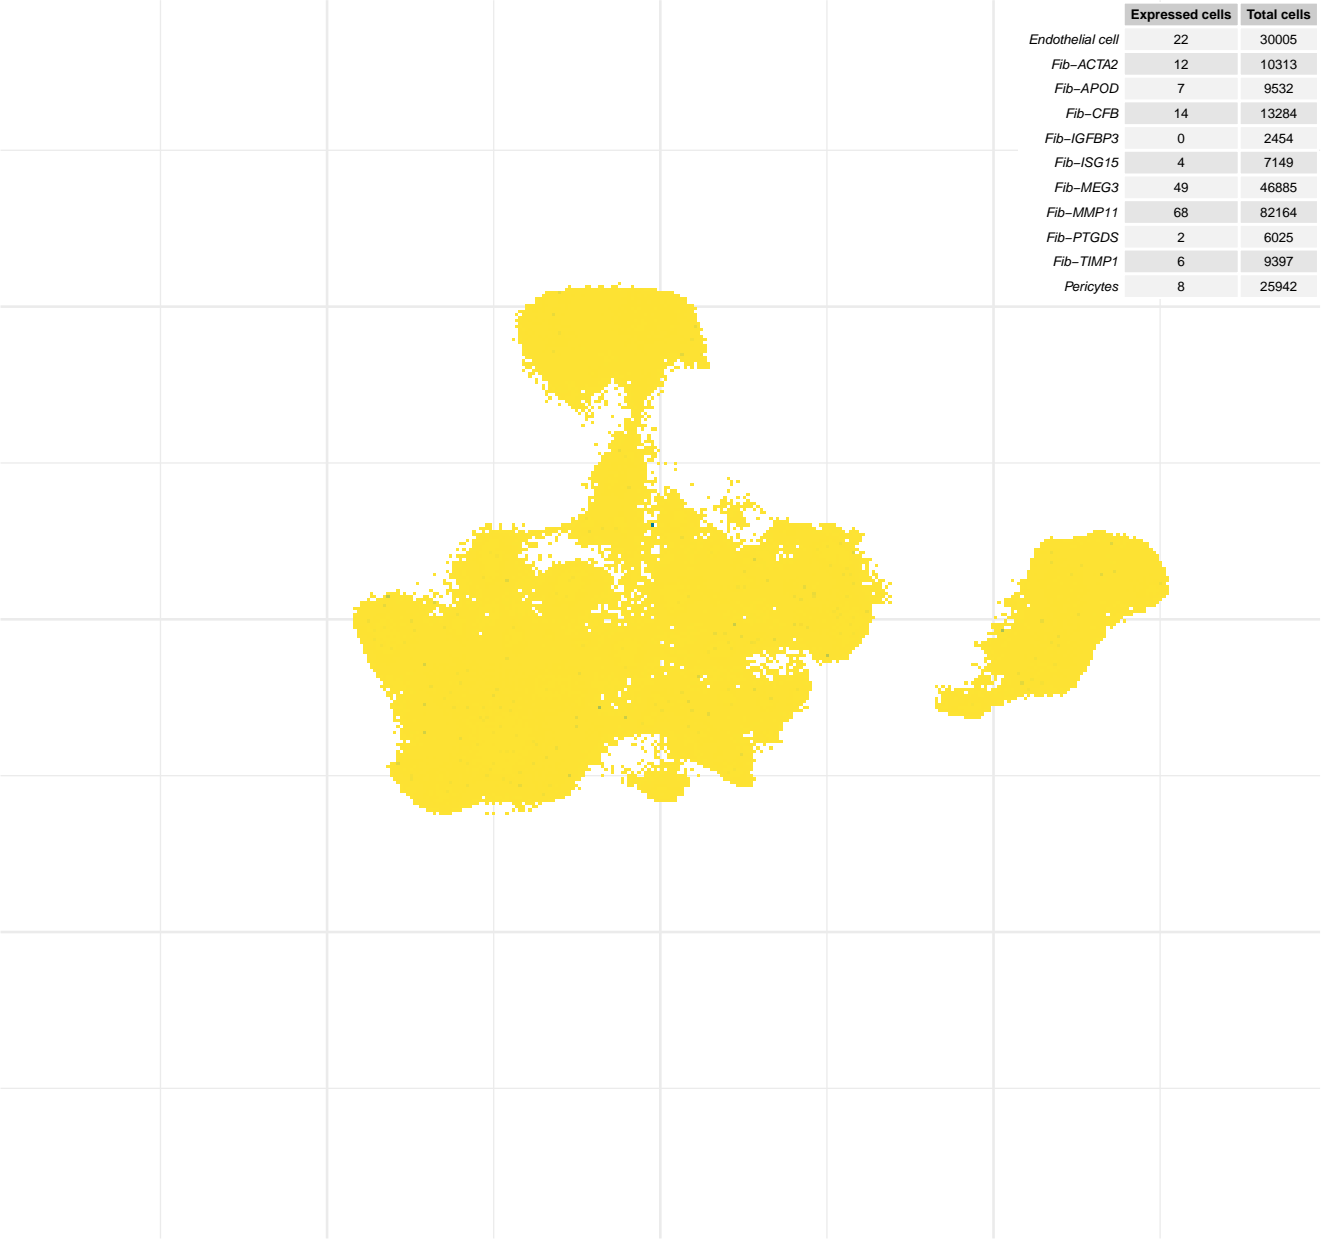 Expressed cells Total cells
Endothelial cell 22 30005
Fib−ACTA2 12 10313
Fib−APOD 7 9532
Fib−CFB 14 13284
Fib−IGFBP3 0 2454
Fib−ISG15 4 7149
Fib−MEG3 49 46885
Fib−MMP11 68 82164
Fib−PTGDS 2 6025
Fib−TIMP1 6 9397
Pericytes 8 25942